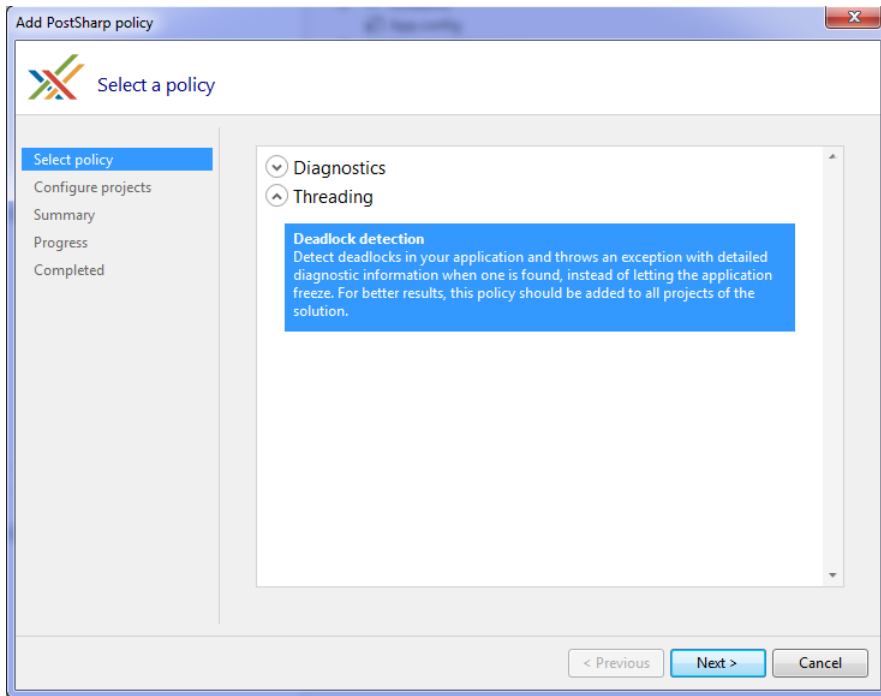 Add PostSharp policy
Select a policy
Select policy
Configure projects
Summary
Progress
Completed
Diagnostics
Threading
Deadlock detection
Detect deadlocks in your application and throws an exception with detailed
diagnostic information when one is found, instead of letting the application
freeze. For better results, this policy should be added to all projects of the
solution.
< Previous
Next >
Cancel